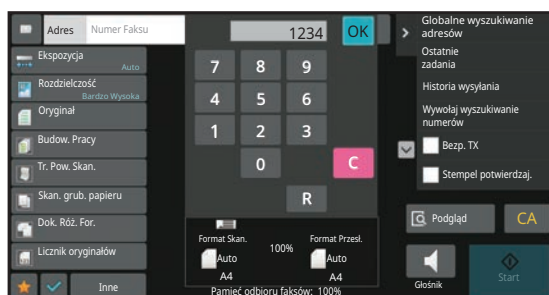 Adres
Numer Faksu
1234
OK
Ekspozycja
Auto
Rozdzielczość
Bardzo Wysoka
Oryginał
Budow. Pracy
Tr. Pow. Skan.
Skan. grub. papieru
Dok. Róż. For.
Licznik oryginałów
Inne
7 8 9
4 5 6
1 2 3
0 C
R
Format Skan.
100%
Format Przesł.
Auto
Auto
A4
A4
Pamięć odbioru faksów: 100%
Globalne wyszukiwanie
adresów
Ostatnie
zadania
Historia wysyłania
Wywołaj wyszukiwanie
numerów
Bezp. TX
Stempel potwierdzaj.
Podgląd
CA
Głośnik
Start